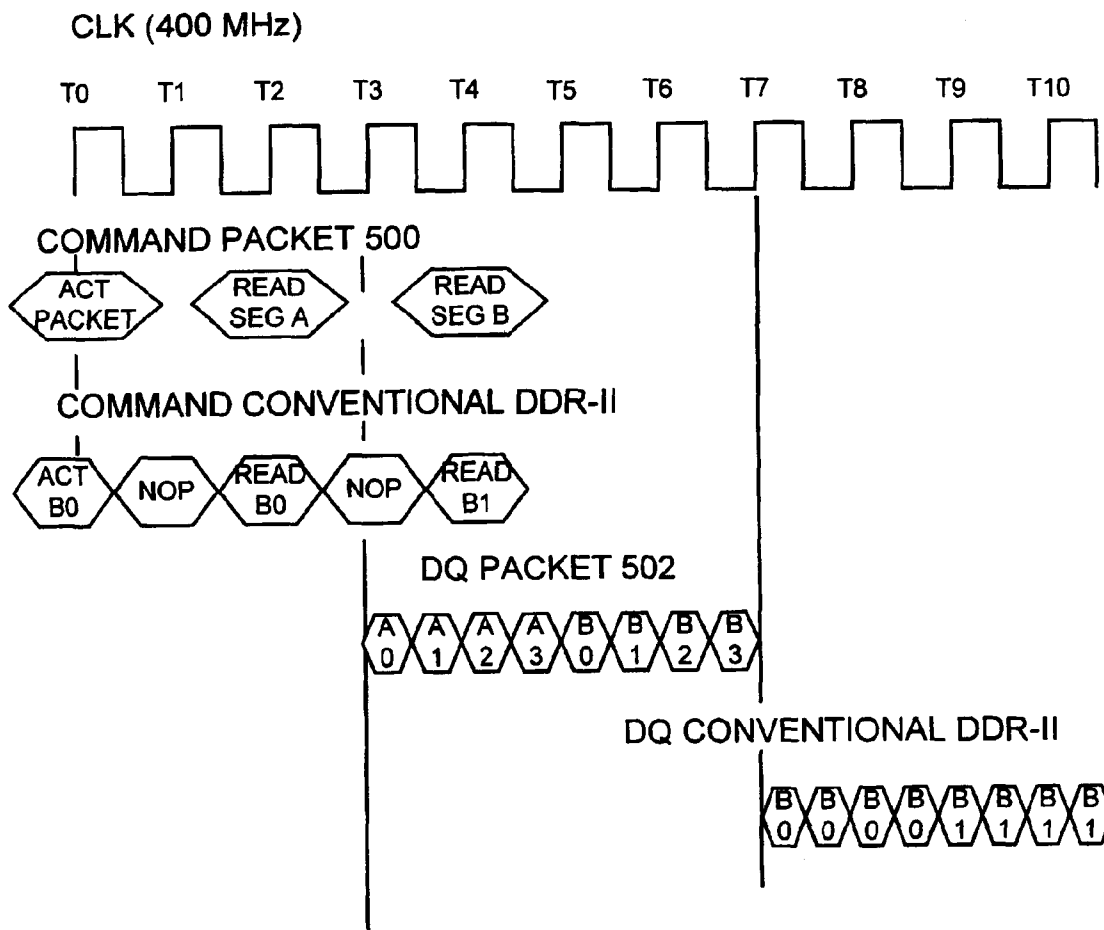 CLK (400 MHz)
T0 T1 T2 T3 T4 T5 T6 T7 T8 T9 T10
COMMAND PACKET 500
ACT
PACKET
READ
SEG A
READ
SEG B
COMMAND CONVENTIONAL DDR-II
ACT
B0
NOP
READ
B0
NOP
READ
B1
DQ PACKET 502
A A A A B B B B
0 1 2 3 0 1 2 3
DQ CONVENTIONAL DDR-II
B B B B B B B B
0 0 0 0 1 1 1 1